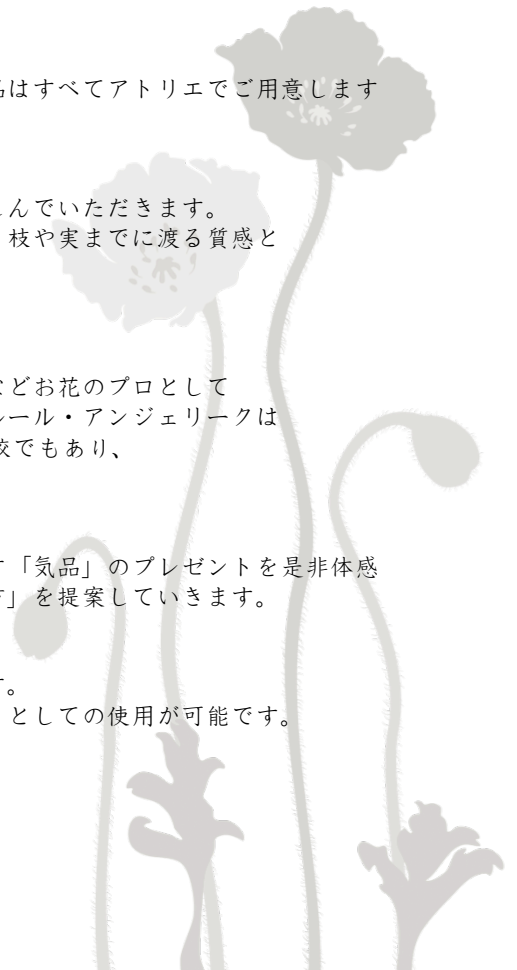 はすべてアトリエでご用意します
んでいただきます。
枝や実までに渡る質感と
などお花のプロとして
ール・アンジェリークは
校でもあり、
「気品」のプレゼントを是非体感
」を提案していきます。
す。
としての使用が可能です。